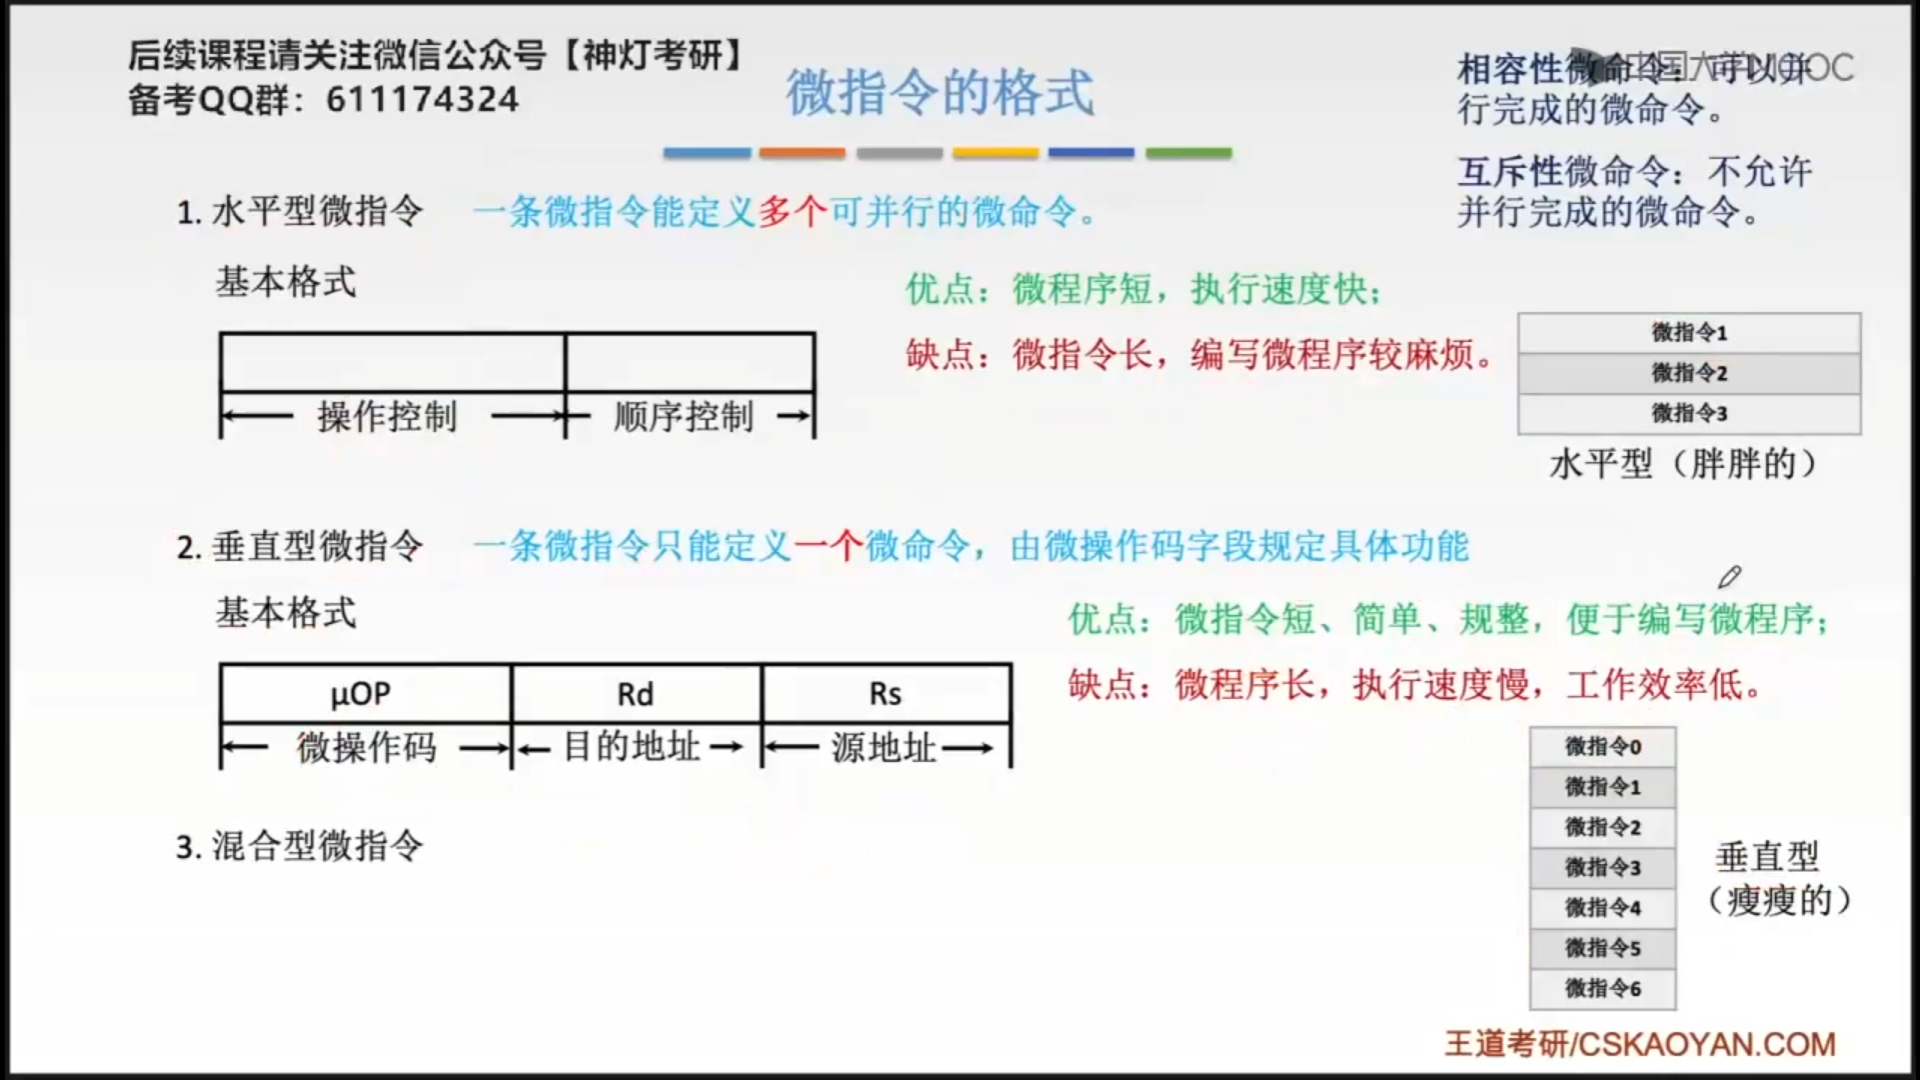 后续课程请关注微信公众号【神灯考研】
备考QQ群：611174324
微指令的格式
中国大学MOOC
相容性微命令：可以并
行完成的微命令。
互斥性微命令：不允许
并行完成的微命令。
1. 水平型微指令 一条微指令能定义多个可并行的微命令。
基本格式
操作控制 顺序控制
优点：微程序短，执行速度快；
缺点：微指令长，编写微程序较麻烦。
微指令1
微指令2
微指令3
水平型（胖胖的）
2. 垂直型微指令 一条微指令只能定义一个微命令，由微操作码字段规定具体功能
基本格式
μOP Rd Rs
微操作码 目的地址 源地址
优点：微指令短、简单、规整，便于编写微程序；
缺点：微程序长，执行速度慢，工作效率低。
微指令0
微指令1
微指令2
微指令3
微指令4
微指令5
微指令6
垂直型
（瘦瘦的）
3. 混合型微指令
王道考研/CSKAOYAN.COM